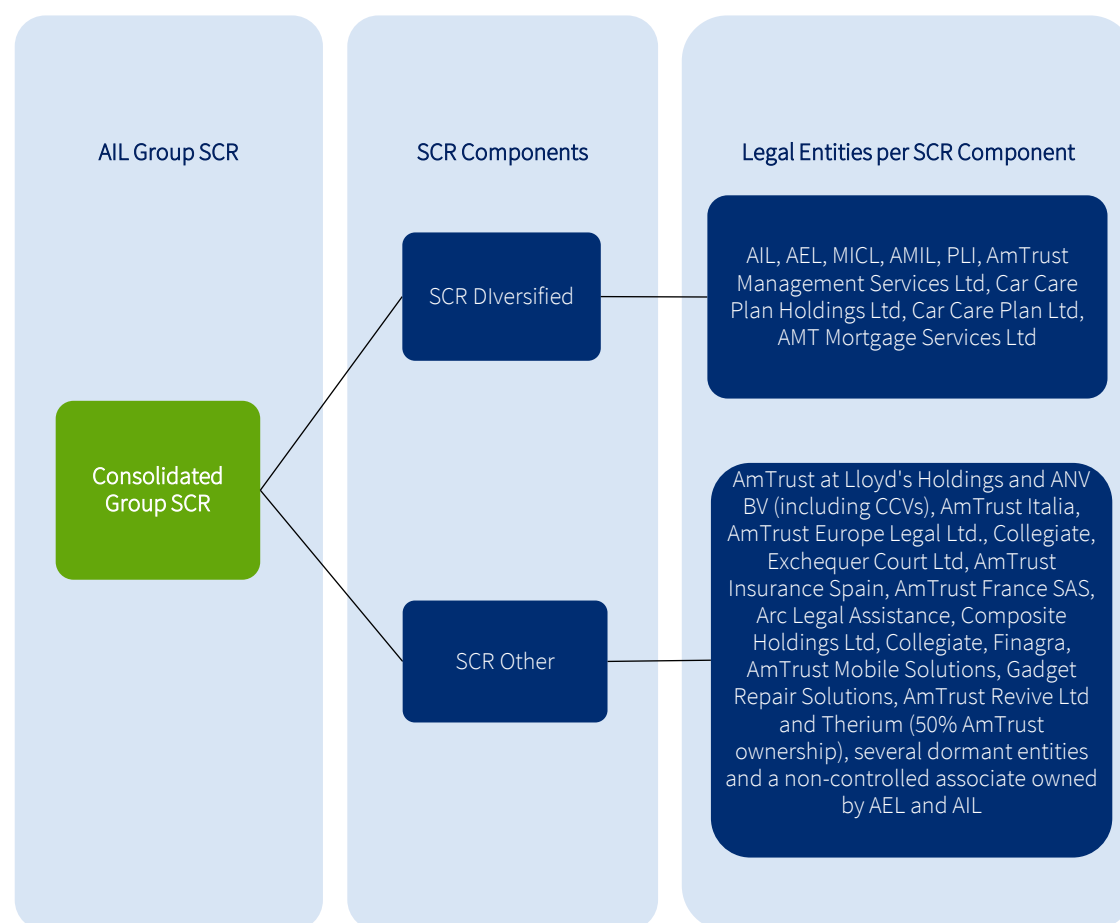 AIL Group SCR
SCR Components
Legal Entities per SCR Component
Consolidated
Group SCR
SCR DIversified
AIL, AEL, MICL, AMIL, PLI, AmTrust
Management Services Ltd, Car Care
Plan Holdings Ltd, Car Care Plan Ltd,
AMT Mortgage Services Ltd
SCR Other
AmTrust at Lloyd's Holdings and ANV
BV (including CCVs), AmTrust Italia,
AmTrust Europe Legal Ltd., Collegiate,
Exchequer Court Ltd, AmTrust
Insurance Spain, AmTrust France SAS,
Arc Legal Assistance, Composite
Holdings Ltd, Collegiate, Finagra,
AmTrust Mobile Solutions, Gadget
Repair Solutions, AmTrust Revive Ltd
and Therium (50% AmTrust
ownership), several dormant entities
and a non-controlled associate owned
by AEL and AIL